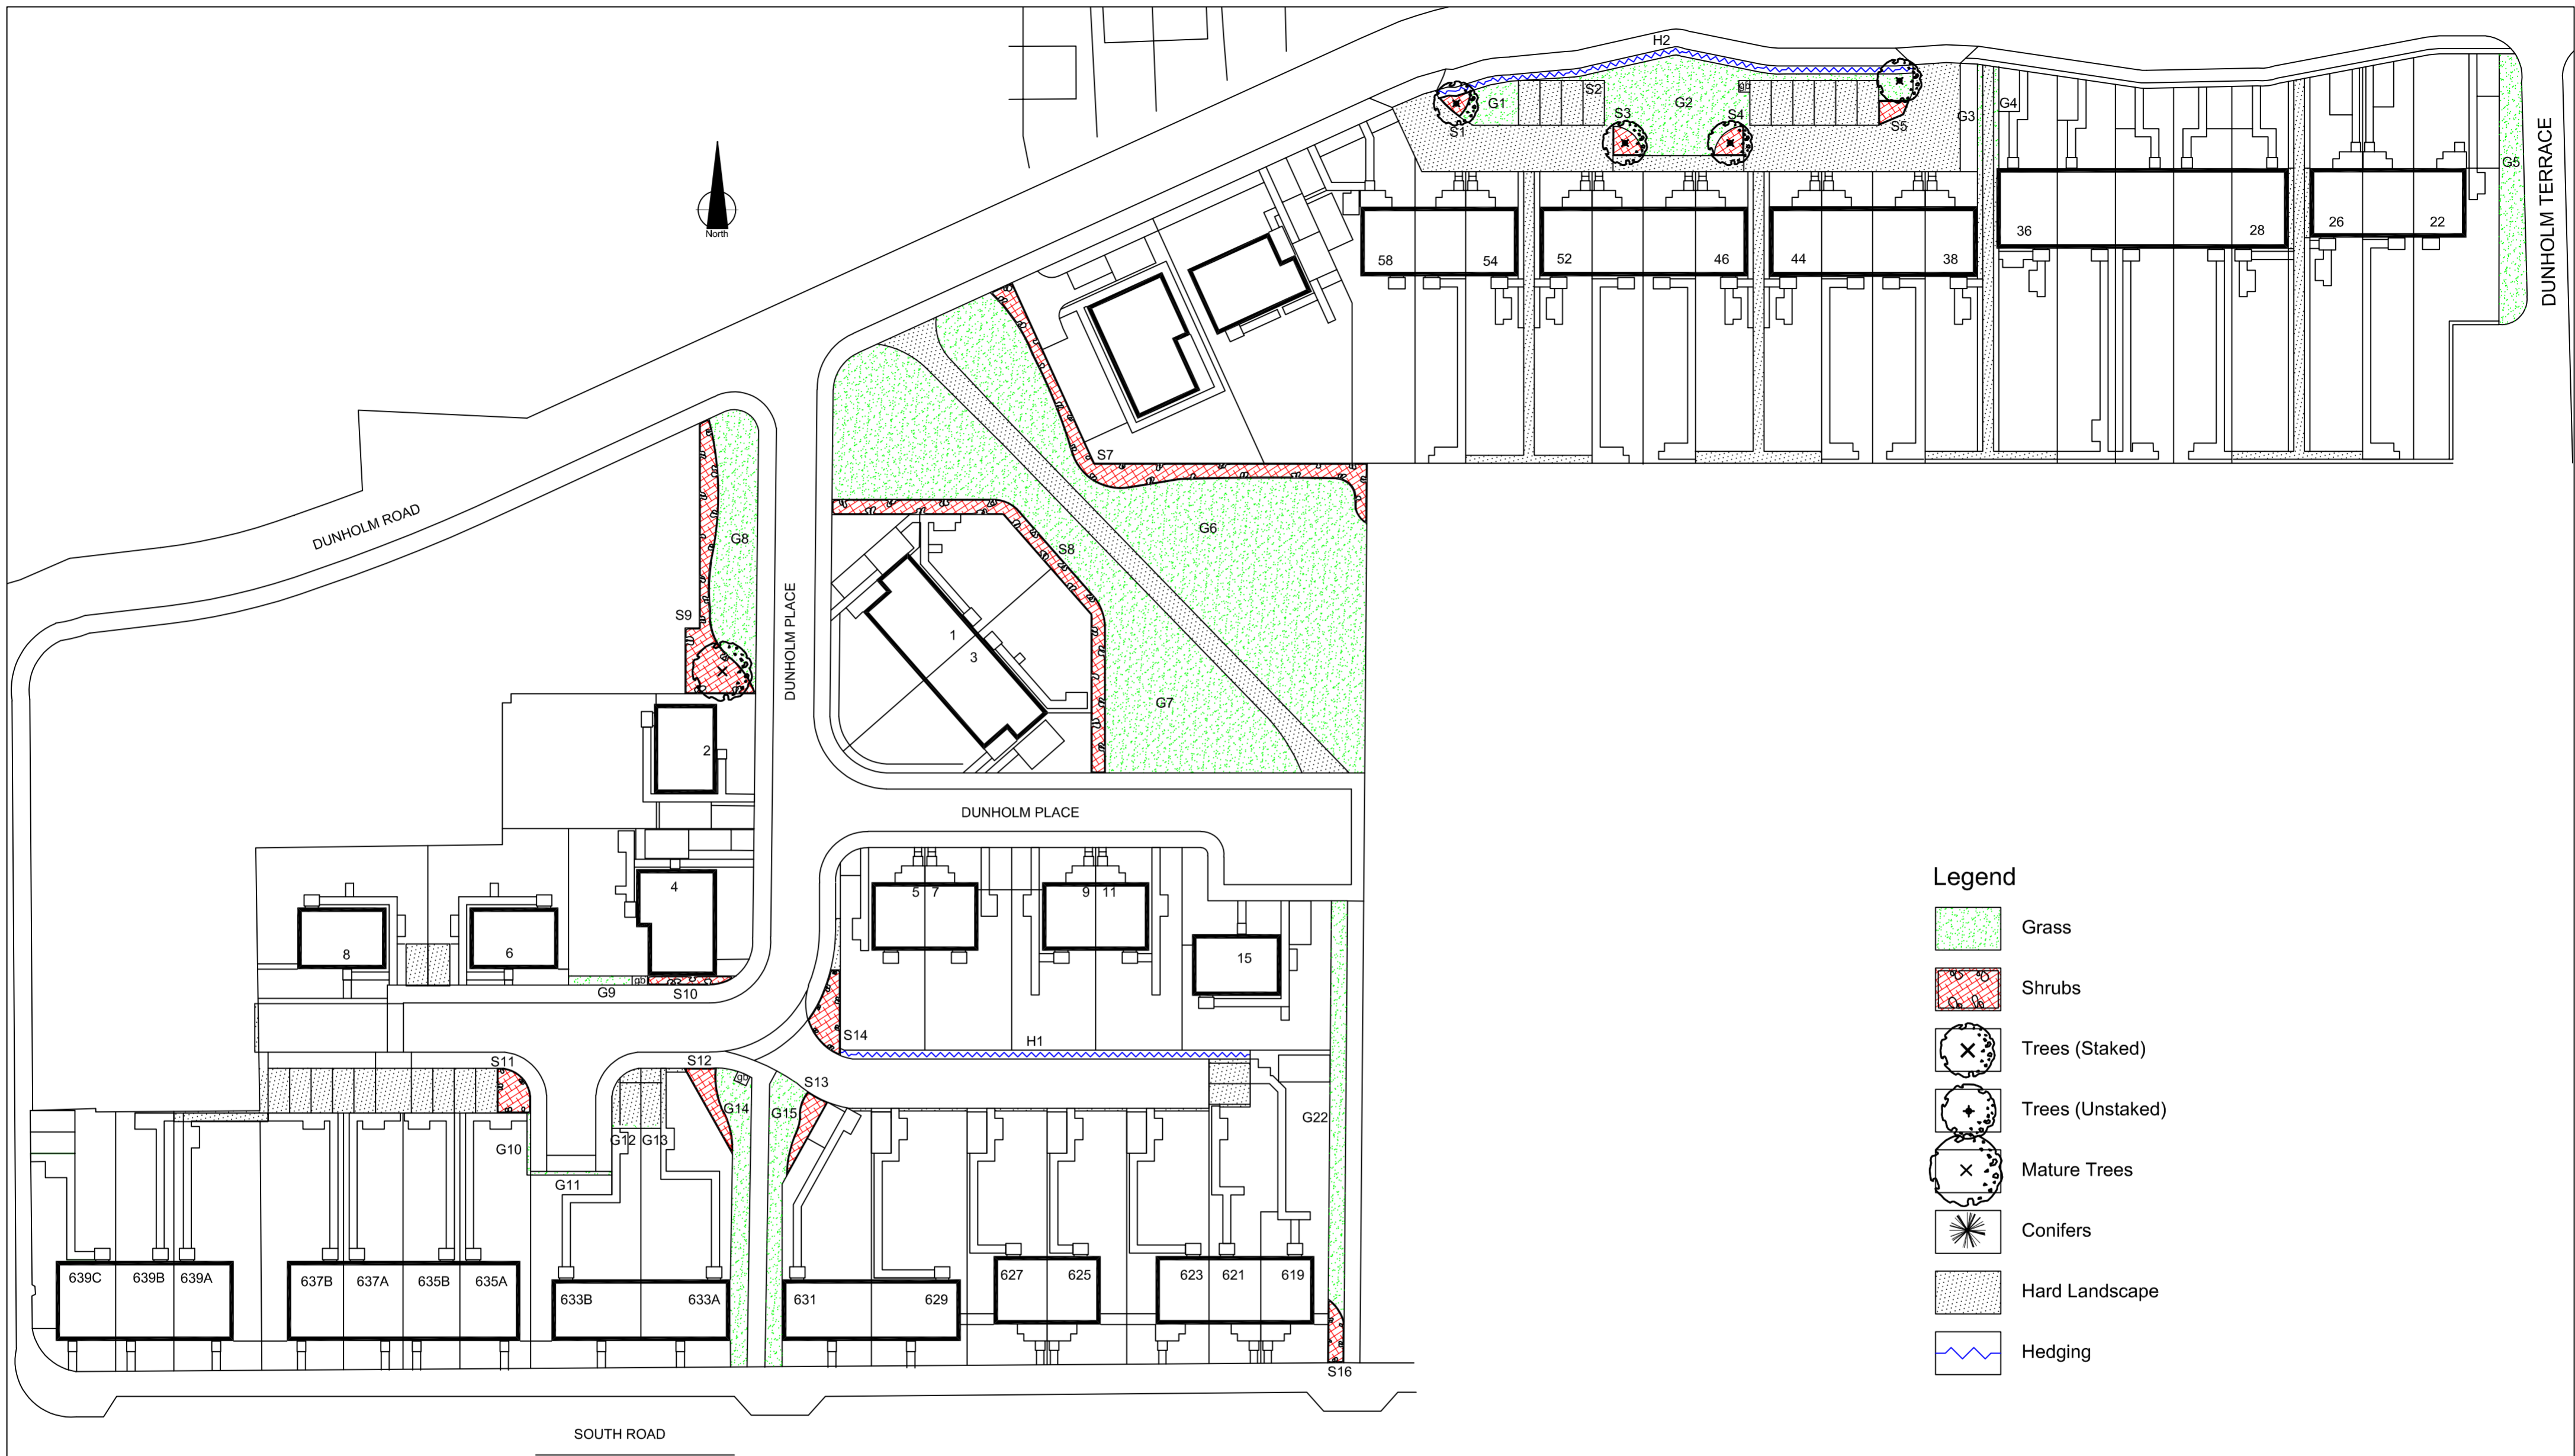 H2
S2
G1
gb
G2
S1
S3
S4
S5
G3
G4
G5
DUNHOLM TERRACE
North
58
54
52
46
44
38
36
28
26
22
S7
G6
DUNHOLM ROAD
G8
S8
S9
DUNHOLM PLACE
1
3
G7
2
DUNHOLM PLACE
4
5 7
9 11
8
6
15
G9
gb
S10
S14
H1
S11
S12
gb
S13
G14
G15
G10
G12
G13
G22
G11
639C
639B
639A
637B
637A
635B
635A
633B
633A
631
629
627
625
623
621
619
S16
SOUTH ROAD
Legend
Grass
Shrubs
Trees (Staked)
Trees (Unstaked)
Mature Trees
Conifers
Hard Landscape
Hedging